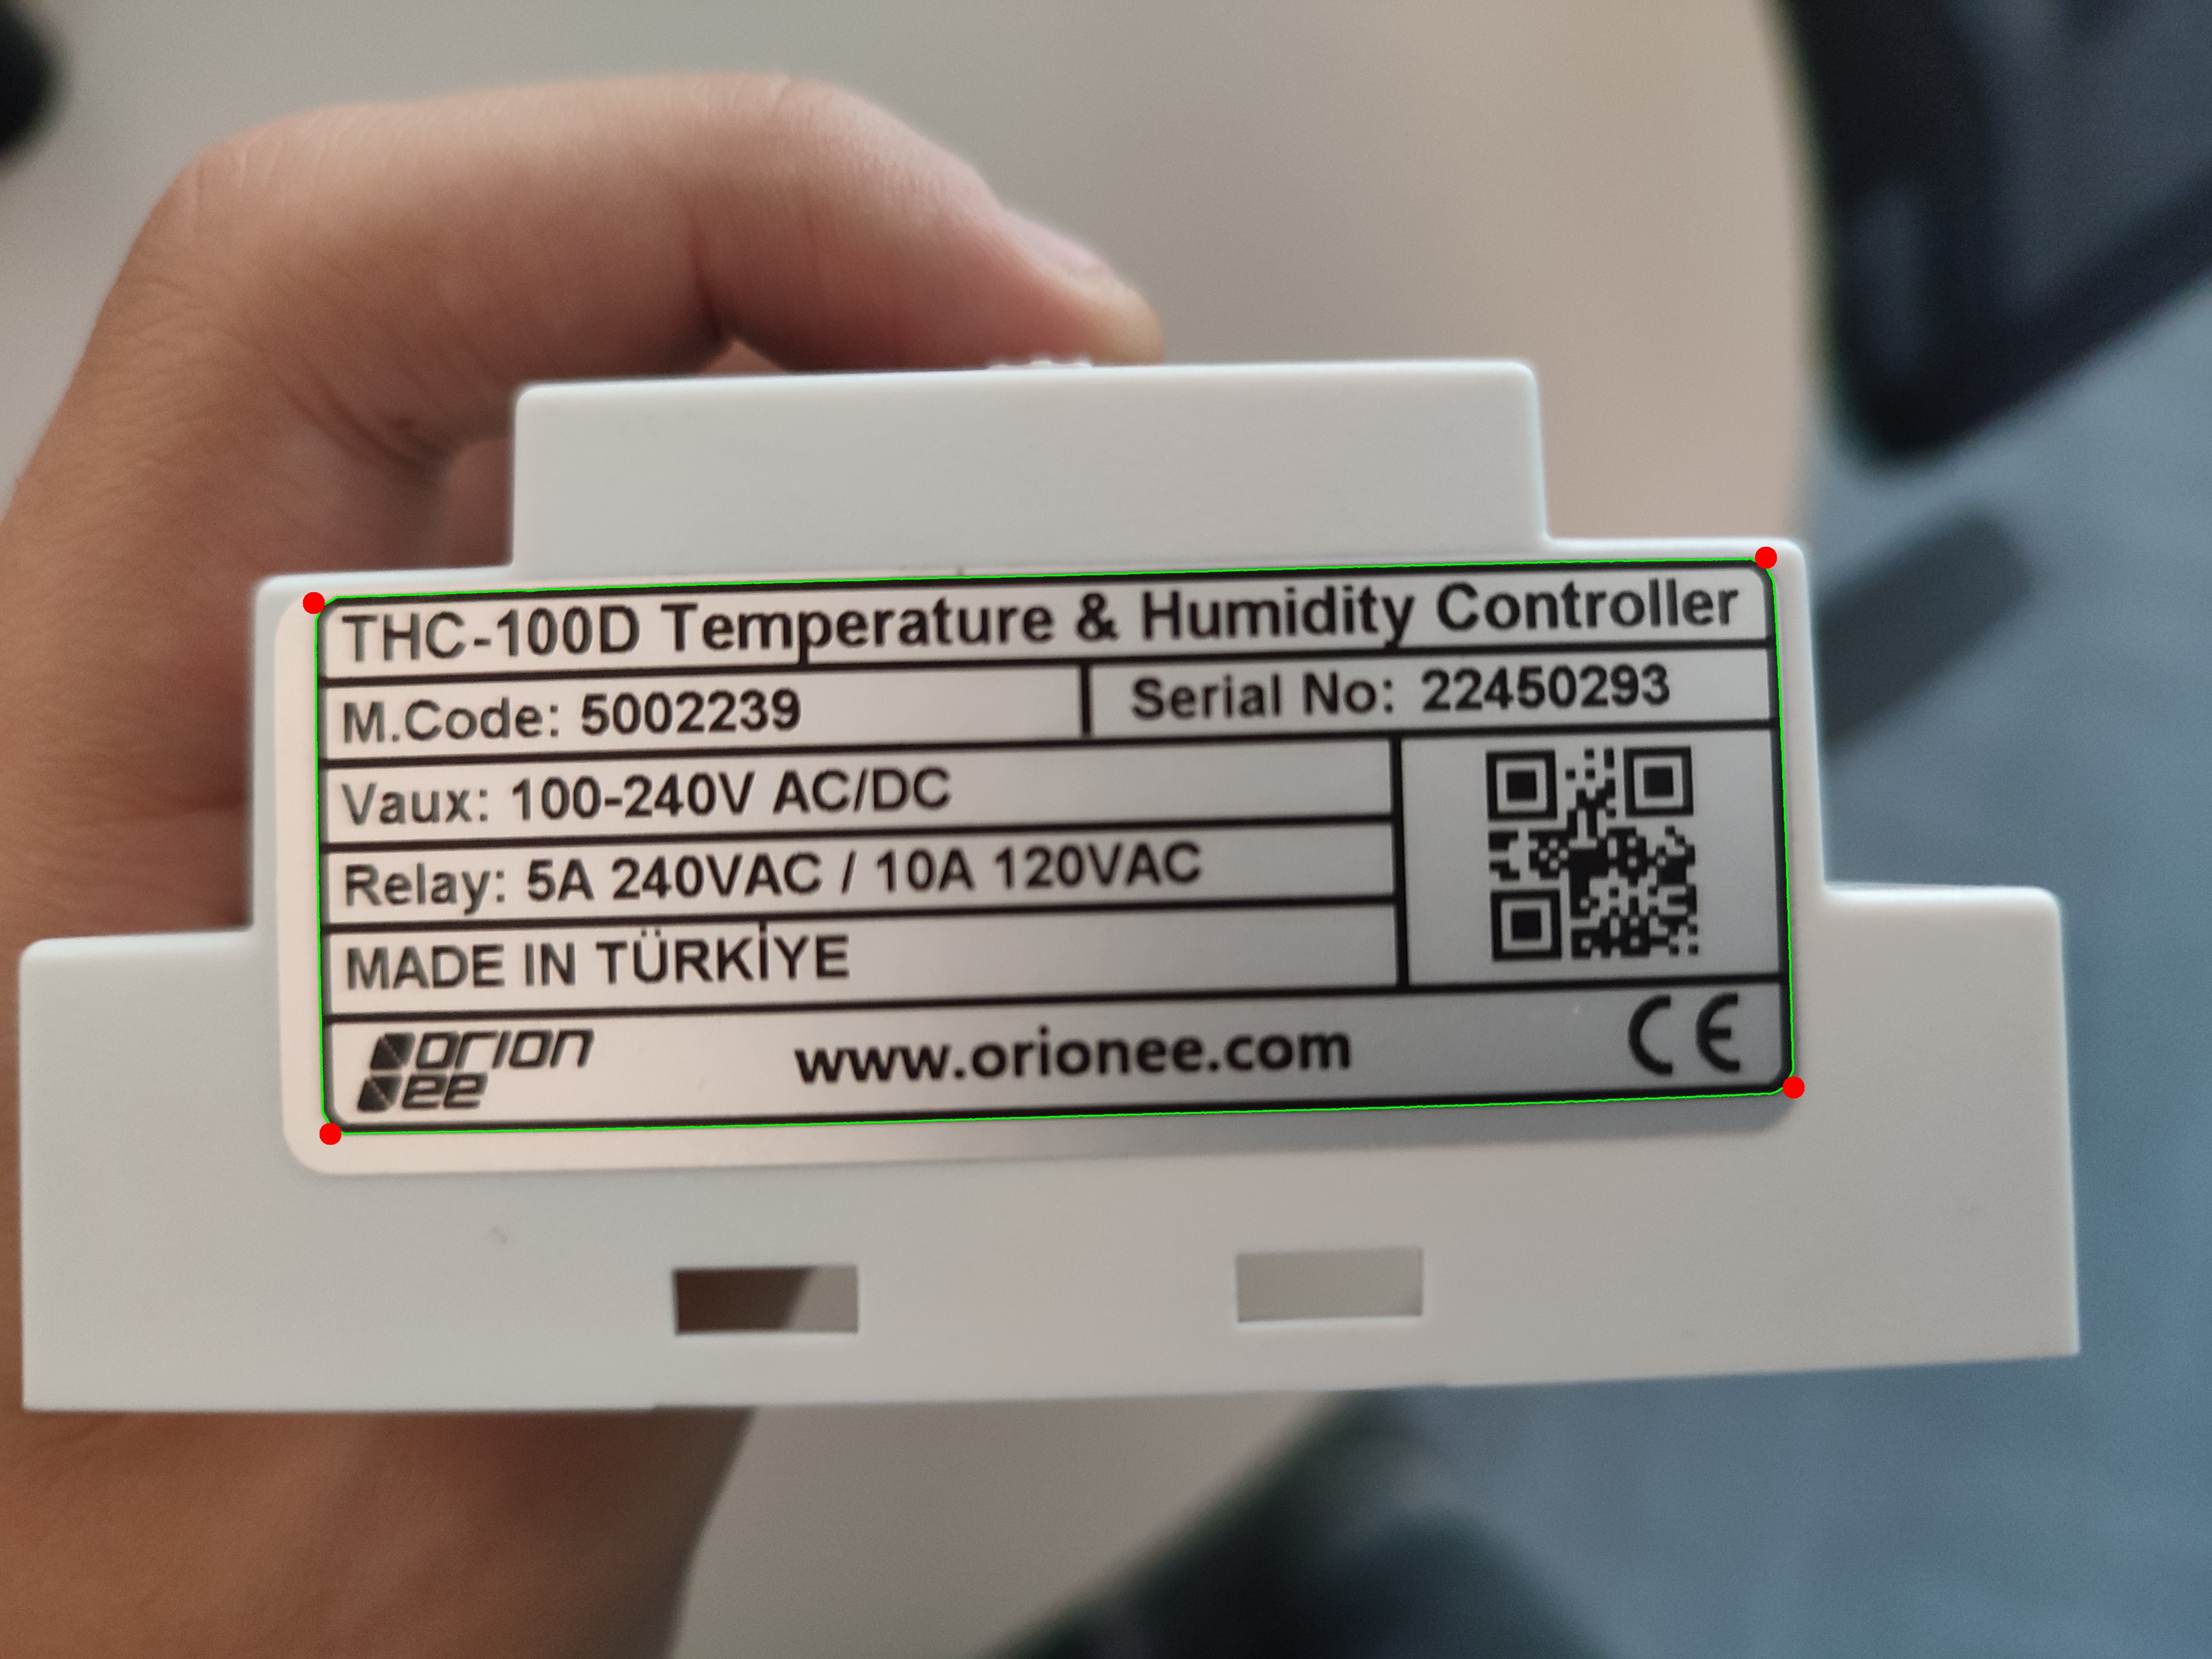 THC-100D Temperature & Humidity Controller
M.Code: 5002239
Serial No: 22450293
Vaux: 100-240V AC/DC
Relay: 5A 240VAC / 10A 120VAC
MADE IN TÜRKİYE
orion
ee
www.orionee.com
CE